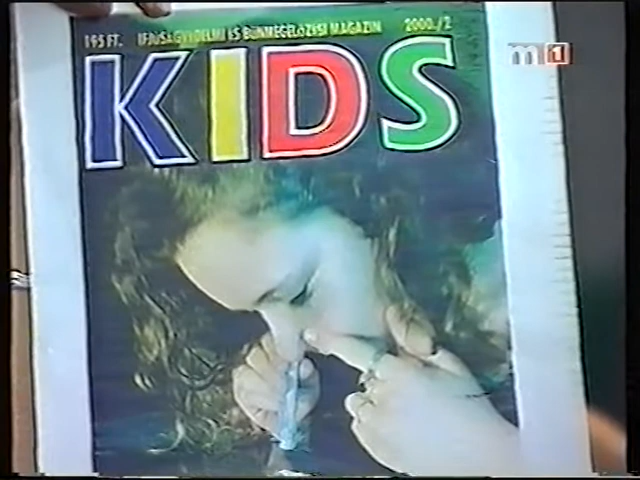 195 FT. IFJÚSÁGVÉDELMI ÉS BŰNMEGELŐZÉSI MAGAZIN 2000./2
KIDS
m1